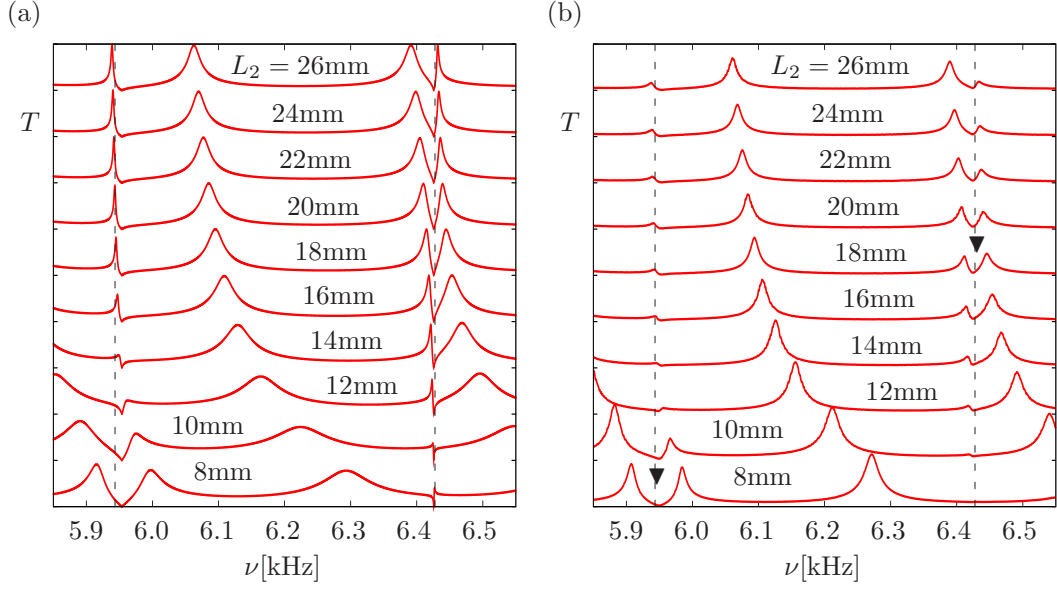 (a)
T
L₂ = 26mm
24mm
22mm
20mm
18mm
16mm
14mm
12mm
10mm
8mm
5.9 6.0 6.1 6.2 6.3 6.4 6.5
ν[kHz]
(b)
T
L₂ = 26mm
24mm
22mm
20mm
18mm
16mm
14mm
12mm
10mm
8mm
5.9 6.0 6.1 6.2 6.3 6.4 6.5
ν[kHz]